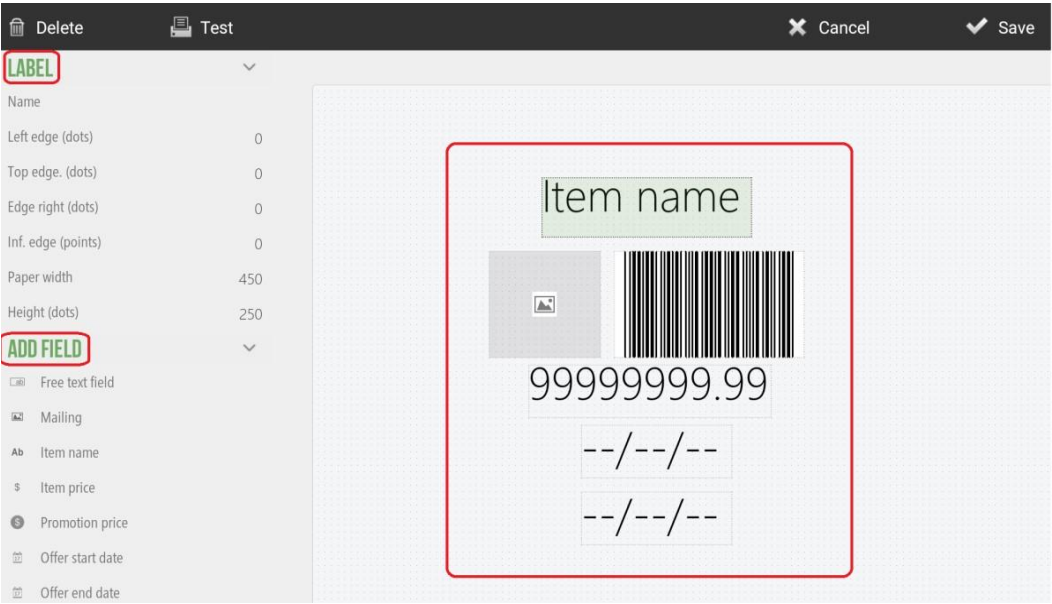 Delete
Test
Cancel
Save
LABEL
Name
Left edge (dots) 0
Top edge. (dots) 0
Edge right (dots) 0
Inf. edge (points) 0
Paper width 450
Height (dots) 250
ADD FIELD
Free text field
Mailing
Ab Item name
$ Item price
$ Promotion price
Offer start date
Offer end date
Item name
99999999.99
--/--/--
--/--/--